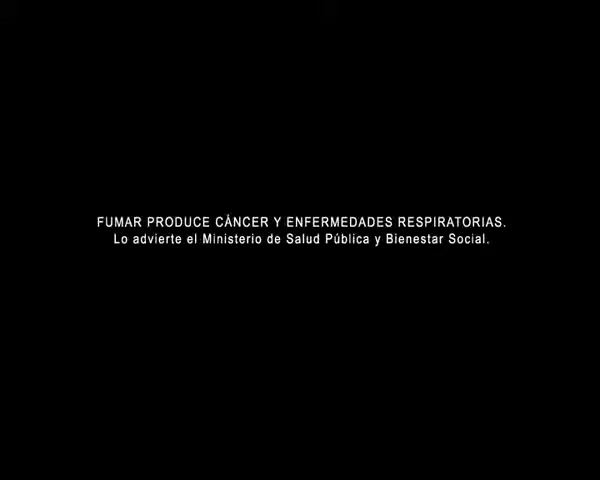 FUMAR PRODUCE CÁNCER Y ENFERMEDADES RESPIRATORIAS.
Lo advierte el Ministerio de Salud Pública y Bienestar Social.